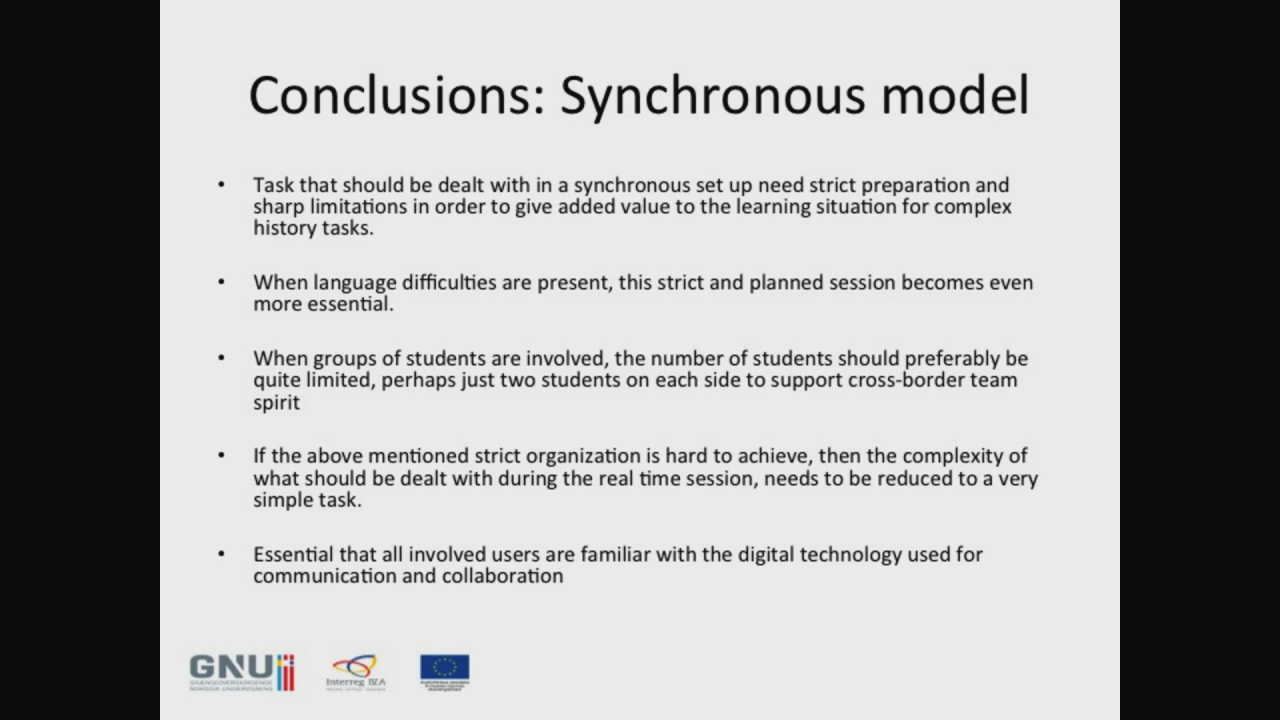 Conclusions: Synchronous model
• Task that should be dealt with in a synchronous set up need strict preparation and
sharp limitations in order to give added value to the learning situation for complex
history tasks.
• When language difficulties are present, this strict and planned session becomes even
more essential.
• When groups of students are involved, the number of students should preferably be
quite limited, perhaps just two students on each side to support cross-border team
spirit
• If the above mentioned strict organization is hard to achieve, then the complexity of
what should be dealt with during the real time session, needs to be reduced to a very
simple task.
• Essential that all involved users are familiar with the digital technology used for
communication and collaboration
GNU
GRÆNSEOVERSKRIDENDE
NORDISK UNDERVISNING
Interreg IVA